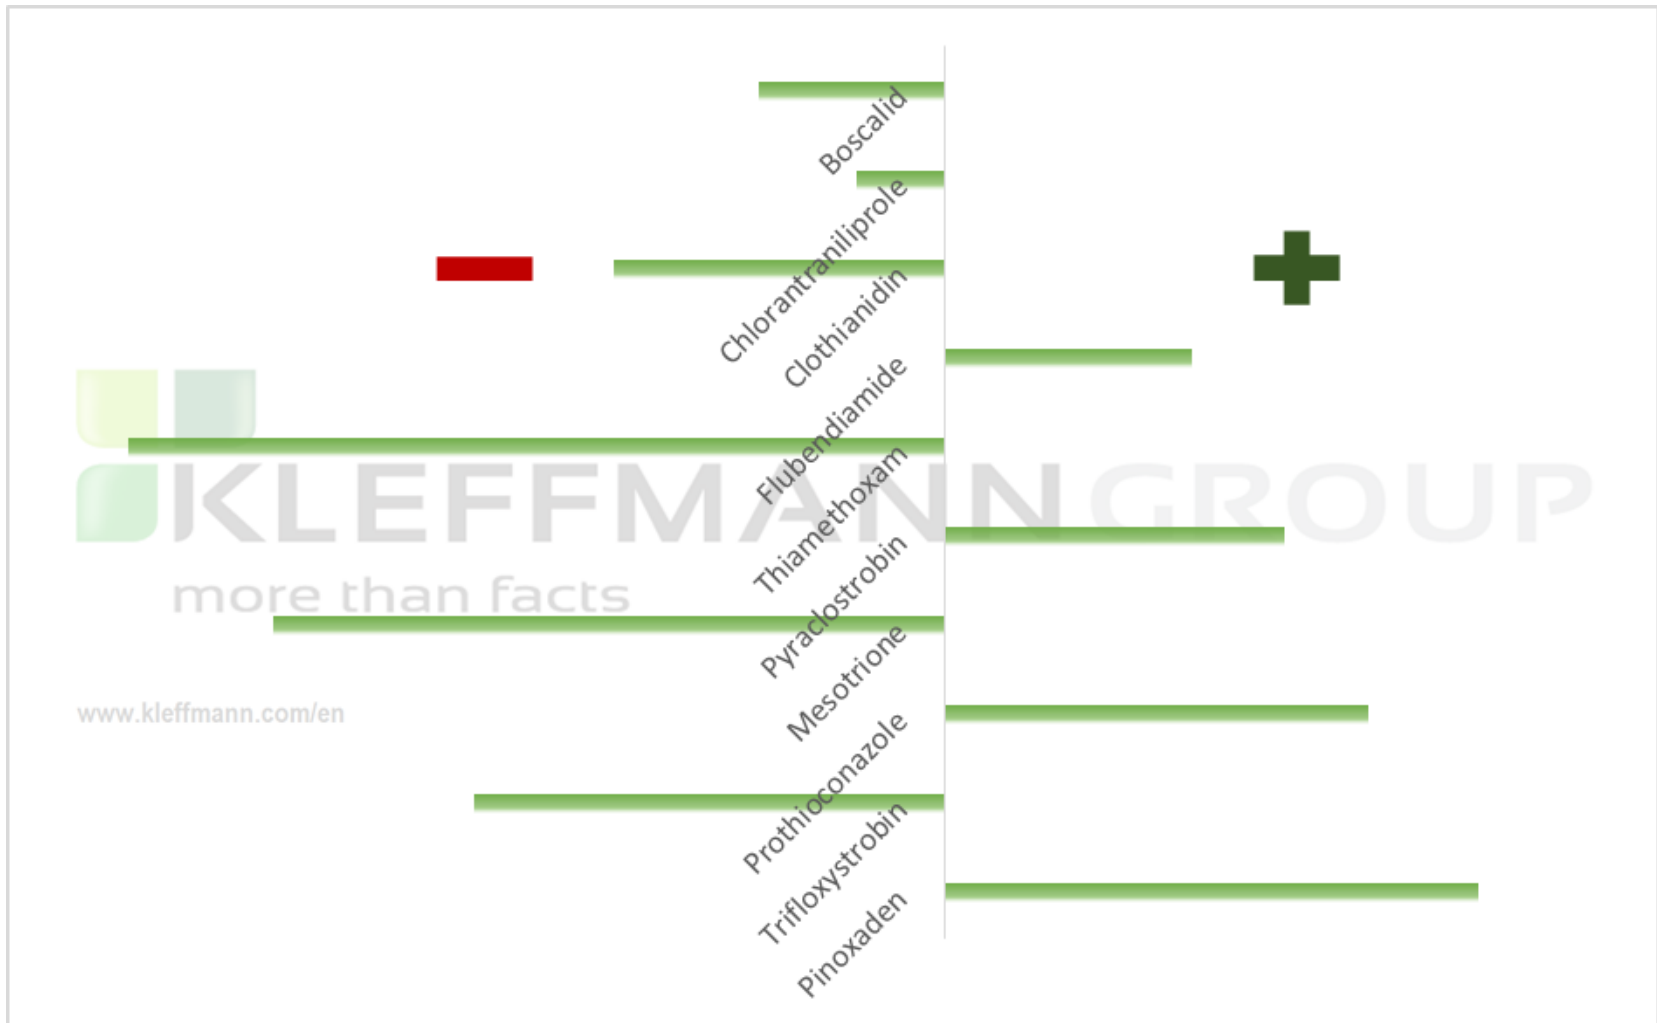 Boscalid
Chlorantraniliprole
Clothianidin
Flubendiamide
Thiamethoxam
KLEFFMANN GROUP
more than facts
Pyraclostrobin
Mesotrione
www.kleffmann.com/en
Prothioconazole
Trifloxystrobin
Pinoxaden